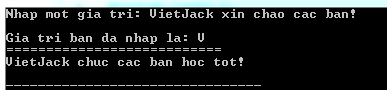 Nhap mot gia tri: VietJack xin chao cac ban!
Gia tri ban da nhap la: V
===========================
VietJack chuc cac ban hoc tot!
--------------------------------